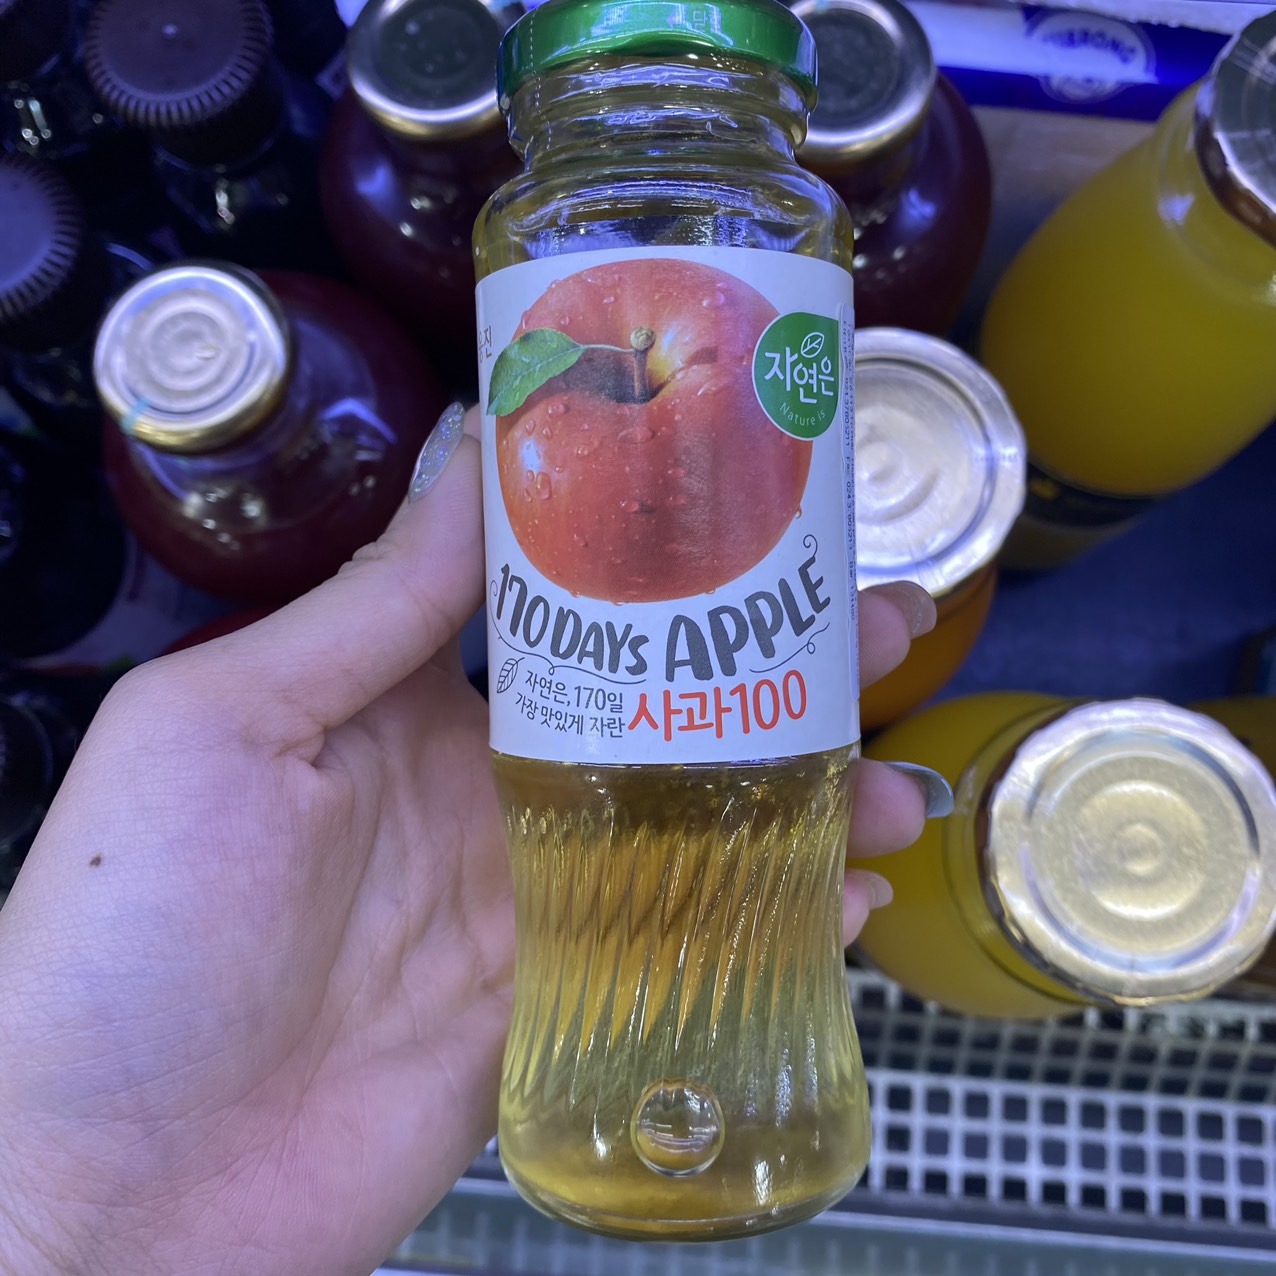 자연은
Nature is
170 DAYS APPLE
자연은, 170일
가장 맛있게 자란
사과100